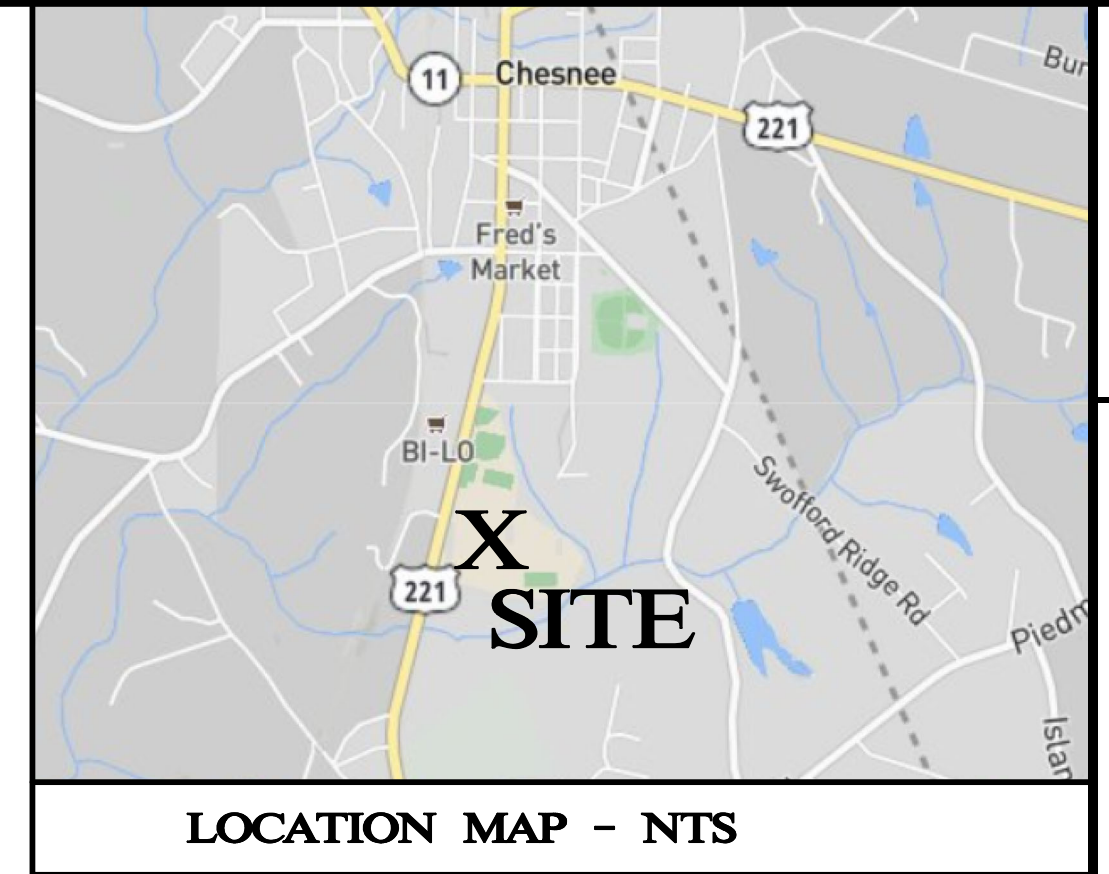 Bur
11
Chesnee
221
Fred's
Market
BI-LO
Swofford Ridge Rd
X
221
SITE
Piedm
Islan
LOCATION MAP - NTS